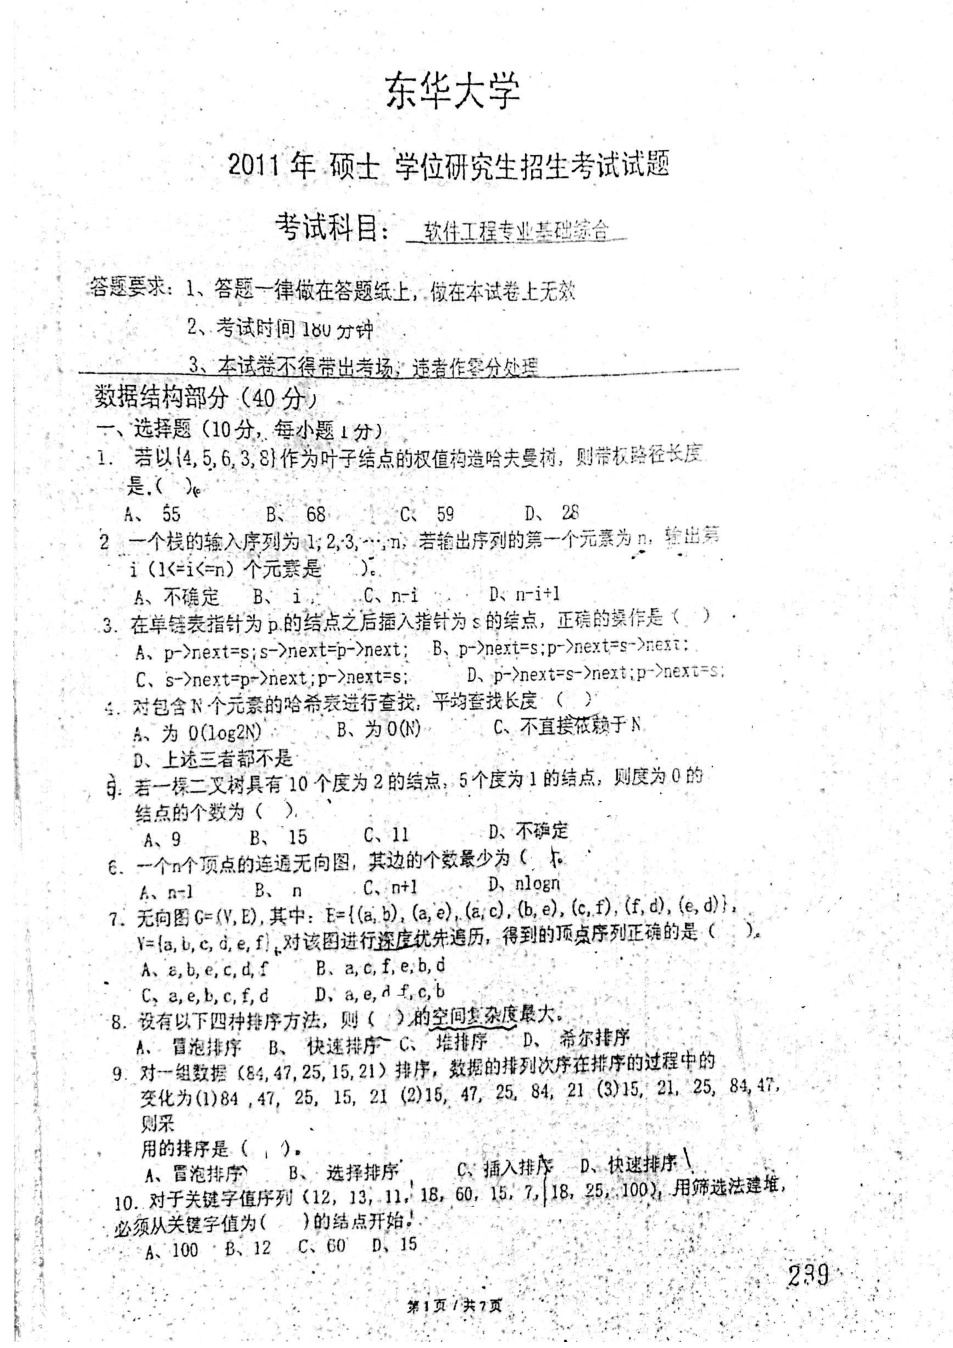 东华大学
2011 年 硕士 学位研究生招生考试试题
考试科目： 软件工程专业基础综合
答题要求：1、答题一律做在答题纸上，做在本试卷上无效
2、考试时间 180 分钟
3、本试卷不得带出考场，违者作零分处理
数据结构部分（40 分）
一、选择题（10分，每小题 1 分）
1. 若以{4,5,6,3,8}作为叶子结点的权值构造哈夫曼树，则带权路径长度
是（ ）。
A、 55 B、 68 C、 59 D、 28
2 一个栈的输入序列为 1,2,3,…,n，若输出序列的第一个元素为 n，输出第
i（1<=i<=n）个元素是 ）。
A、不确定 B、 i C、n-i D、n-i+1
3. 在单链表指针为 p 的结点之后插入指针为 s 的结点，正确的操作是（ ）
A、p->next=s;s->next=p->next; B、p->next=s;p->next=s->next;
C、s->next=p->next;p->next=s; D、p->next=s->next;p->next=s;
4. 对包含 N 个元素的哈希表进行查找，平均查找长度 （ ）
A、为 O(log2N) B、为 O(N) C、不直接依赖于 N
D、上述三者都不是
5. 若一棵二叉树具有 10 个度为 2 的结点，5 个度为 1 的结点，则度为 0 的
结点的个数为（ ）
A、9 B、 15 C、11 D、不确定
6. 一个n个顶点的连通无向图，其边的个数最少为（ ）。
A、n-1 B、 n C、n+1 D、nlogn
7. 无向图 G=(V,E),其中：E={(a,b),(a,e),(a,c),(b,e),(c,f),(f,d),(e,d)},
V={a,b,c,d,e,f},对该图进行深度优先遍历，得到的顶点序列正确的是（ ）。
A、a,b,e,c,d,f B、a,c,f,e,b,d
C、a,e,b,c,f,d D、a,e,d,f,c,b
8. 设有以下四种排序方法，则（ ）的空间复杂度最大。
A、冒泡排序 B、 快速排序 C、 堆排序 D、 希尔排序
9. 对一组数据（84,47,25,15,21）排序，数据的排列次序在排序的过程中的
变化为(1)84 ,47, 25, 15, 21 (2)15, 47, 25, 84, 21 (3)15, 21, 25, 84,47,
则采
用的排序是（ ）。
A、冒泡排序 B、 选择排序 C、插入排序 D、快速排序
10. 对于关键字值序列（12, 13, 11, 18, 60, 15, 7, 18, 25, 100），用筛选法建堆，
必须从关键字值为( )的结点开始。
A、100 B、12 C、60 D、15
239
第 1 页 / 共 7 页